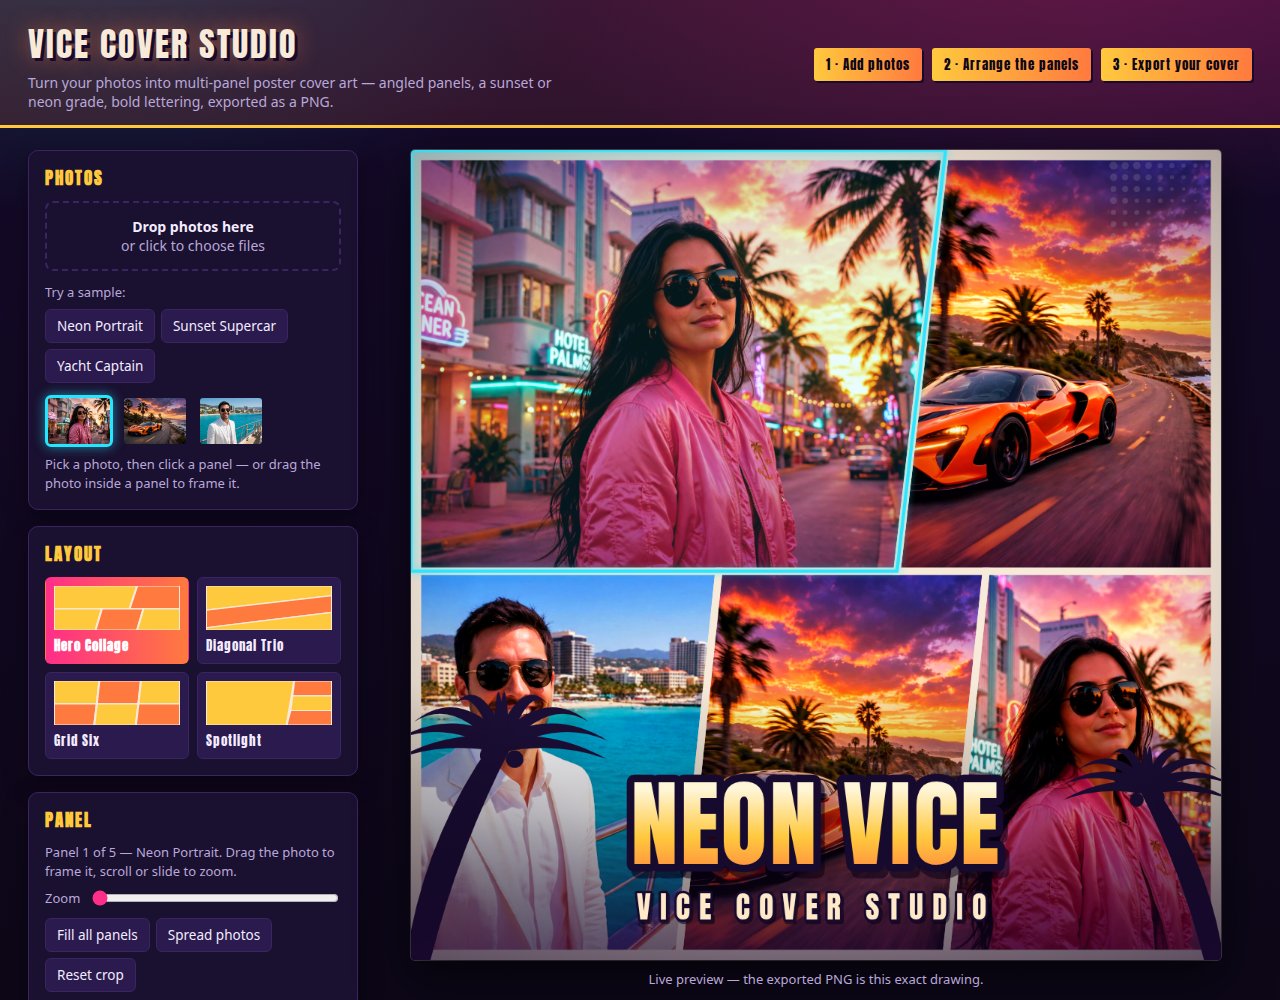 VICE COVER STUDIO
Turn your photos into multi-panel poster cover art — angled panels, a sunset or
neon grade, bold lettering, exported as a PNG.
1 · Add photos
2 · Arrange the panels
3 · Export your cover
PHOTOS
Drop photos here
or click to choose files
Try a sample:
Neon Portrait
Sunset Supercar
Yacht Captain
Pick a photo, then click a panel — or drag the
photo inside a panel to frame it.
LAYOUT
Hero Collage
Diagonal Trio
Grid Six
Spotlight
PANEL
Panel 1 of 5 — Neon Portrait. Drag the photo to
frame it, scroll or slide to zoom.
Zoom
Fill all panels
Spread photos
Reset crop
CEAN
NER
HOTEL
PALMS
HOTEL
PALMS
NEON VICE
VICE COVER STUDIO
Live preview — the exported PNG is this exact drawing.